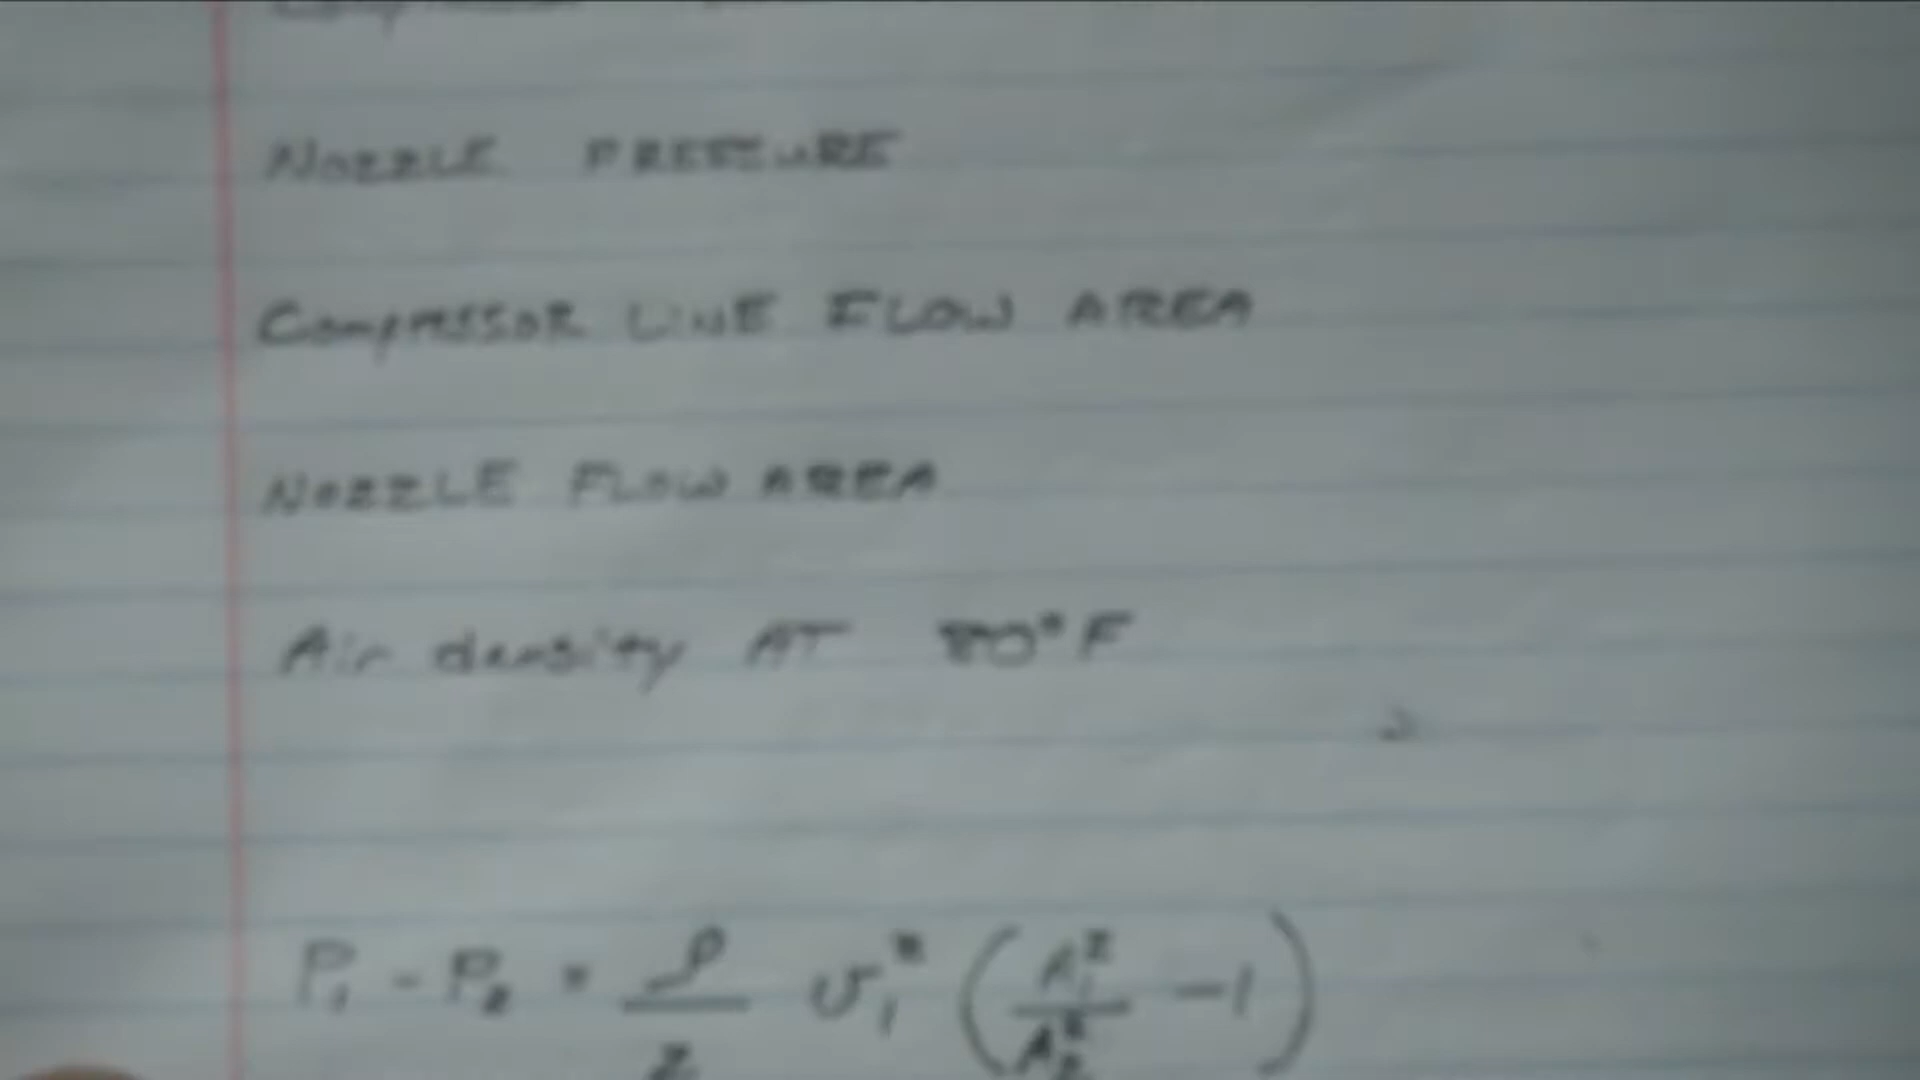 Compressor
NOZZLE PRESSURE
Compressor LINE FLOW AREA
NOZZLE FLOW AREA
Air density AT 80°F
P₁ - P₂ = ρ/2 v₁² (A₁²/A₂² - 1)